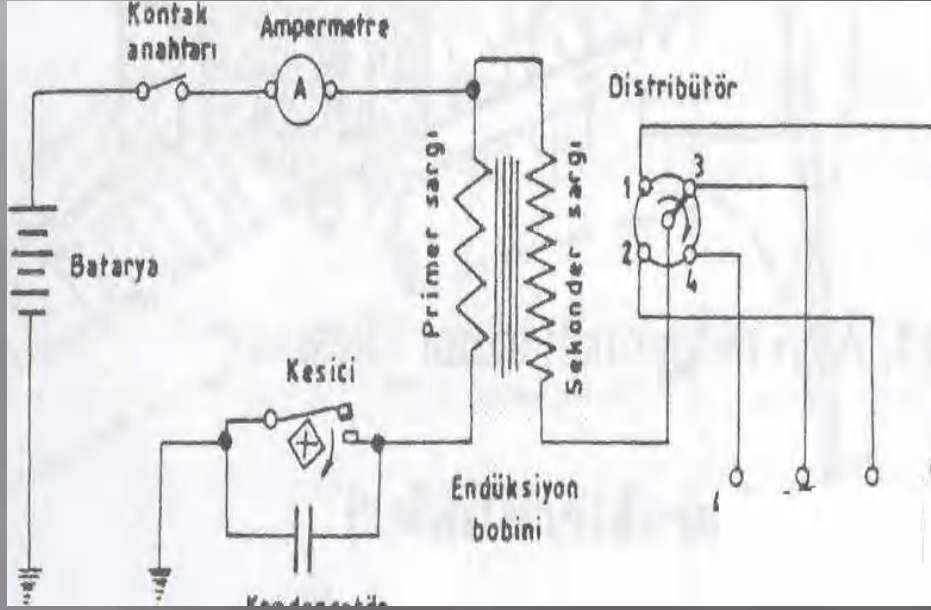 Kontak
anahtarı
Ampermetre
A
Distribütör
1
3
2
4
Batarya
Primer sargı
Sekonder sargı
Kesici
Endüksiyon
bobini